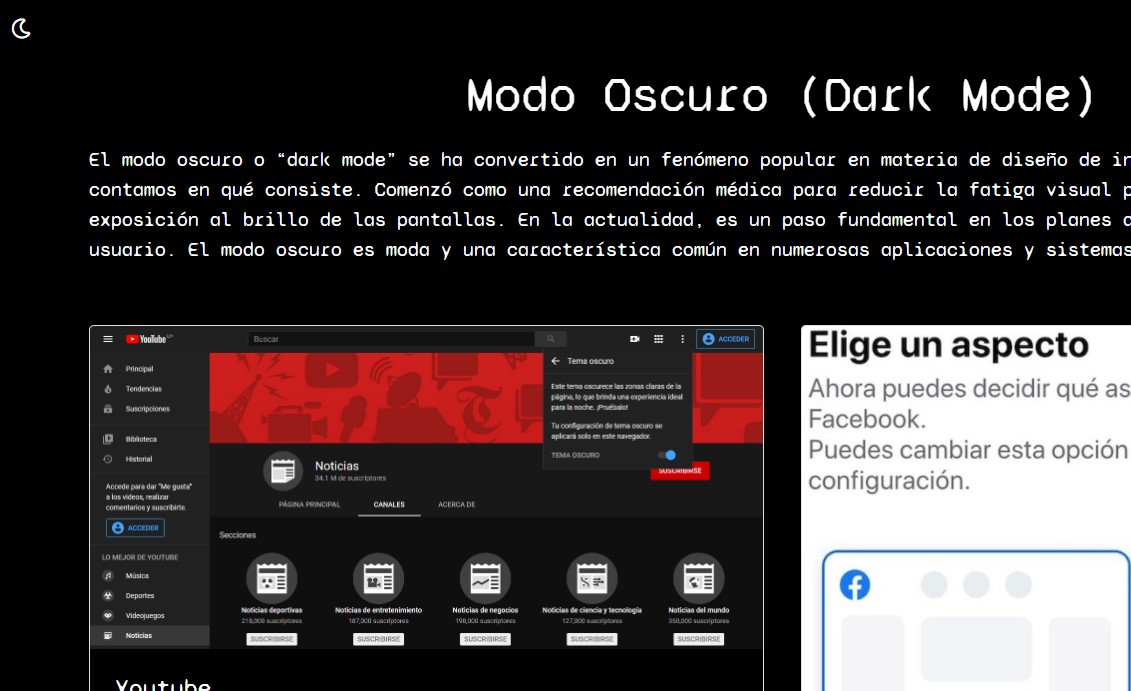 Modo Oscuro (Dark Mode)
El modo oscuro o “dark mode” se ha convertido en un fenómeno popular en materia de diseño de in
contamos en qué consiste. Comenzó como una recomendación médica para reducir la fatiga visual p
exposición al brillo de las pantallas. En la actualidad, es un paso fundamental en los planes d
usuario. El modo oscuro es moda y una característica común en numerosas aplicaciones y sistemas
YouTube UY
Buscar
ACCEDER
Principal
Tendencias
Suscripciones
Biblioteca
Historial
Accede para dar "Me gusta"
a los videos, realizar
comentarios y suscribirte.
ACCEDER
LO MEJOR DE YOUTUBE
Música
Deportes
Videojuegos
Noticias
Tema oscuro
Este tema oscurece las zonas claras de la
página, lo que brinda una experiencia ideal
para la noche. ¡Pruébalo!
Tu configuración de tema oscuro se
aplicará solo en este navegador.
TEMA OSCURO
Noticias
34.1 M de suscriptores
SUSCRIBIRSE
PÁGINA PRINCIPAL CANALES ACERCA DE
Secciones
Noticias deportivas Noticias de entretenimiento Noticias de negocios Noticias de ciencia y tecnología Noticias del mundo
218,000 suscriptores 187,000 suscriptores 198,000 suscriptores 127,000 suscriptores 350,000 suscriptores
SUSCRIBIRSE SUSCRIBIRSE SUSCRIBIRSE SUSCRIBIRSE SUSCRIBIRSE
Youtube
Elige un aspecto
Ahora puedes decidir qué as
Facebook.
Puedes cambiar esta opción
configuración.